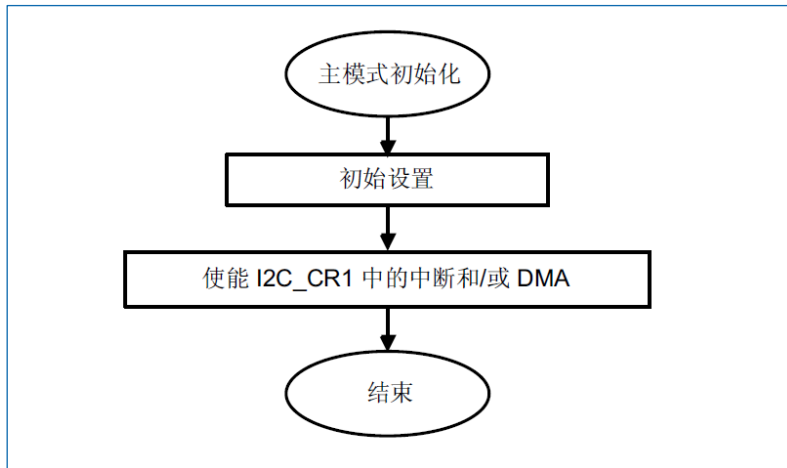 主模式初始化
初始设置
使能 I2C_CR1 中的中断和/或 DMA
结束